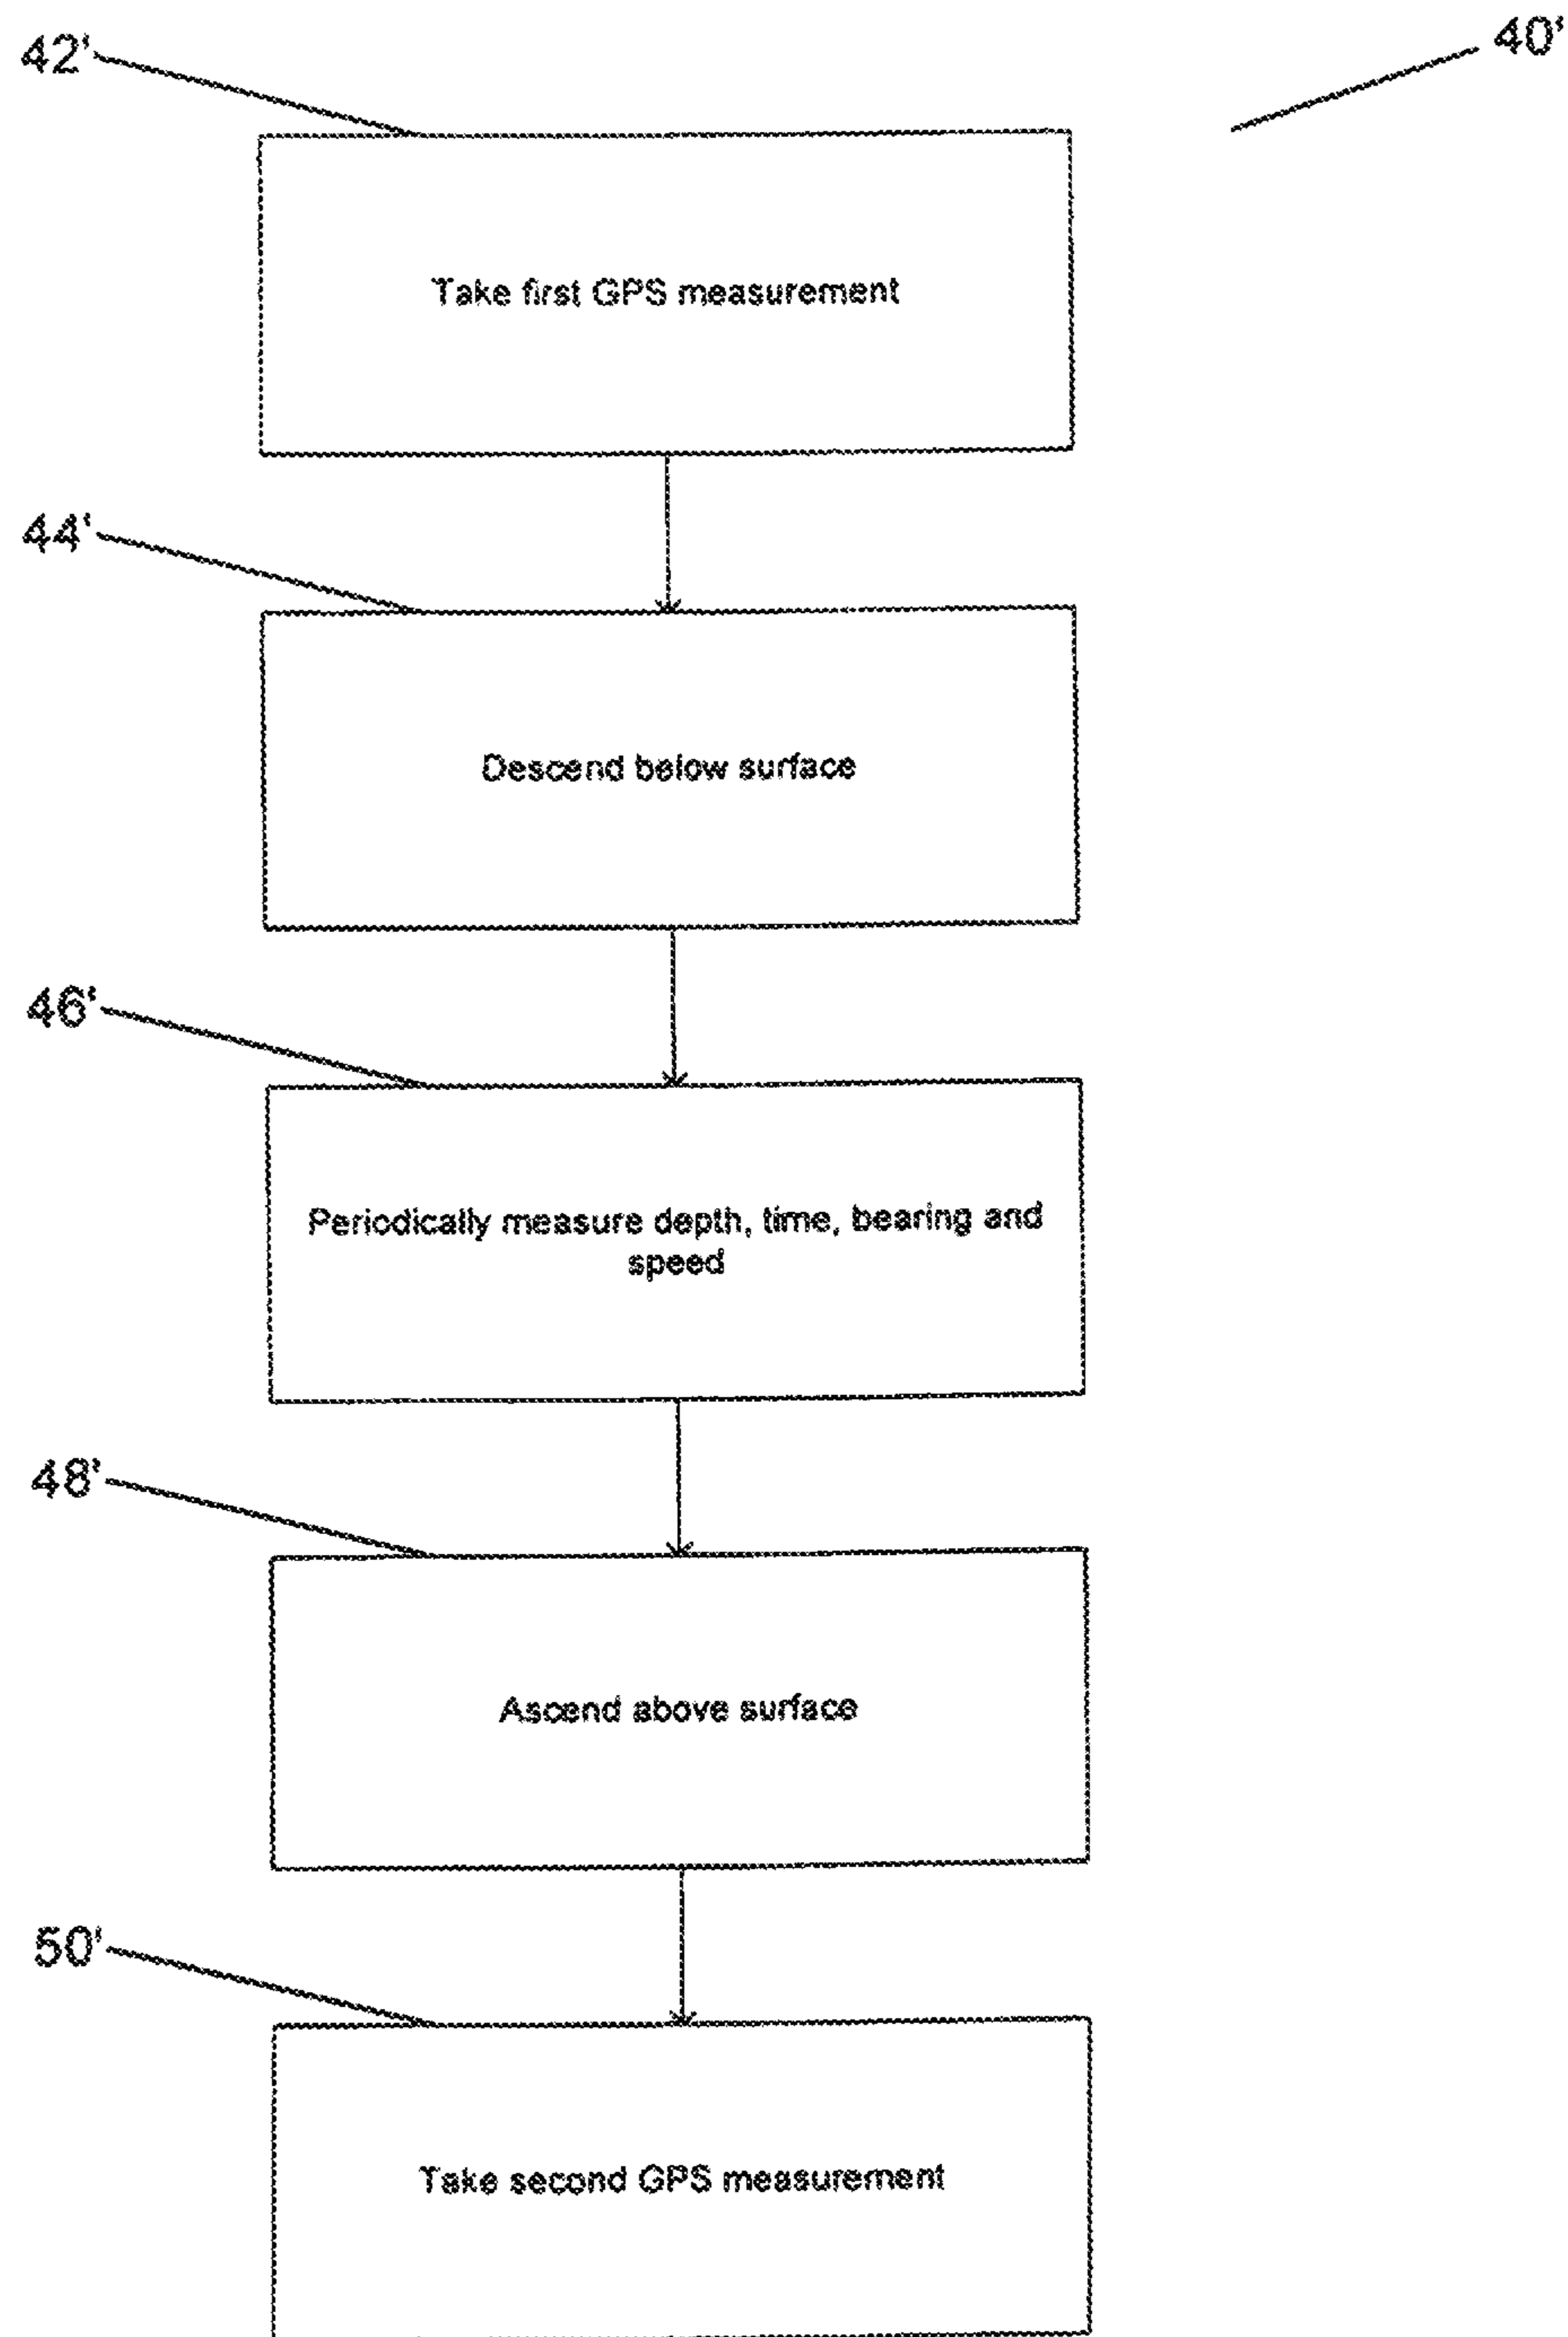 42'
40'
Take first GPS measurement
44'
Descend below surface
46'
Periodically measure depth, time, bearing and
speed
48'
Ascend above surface
50'
Take second GPS measurement